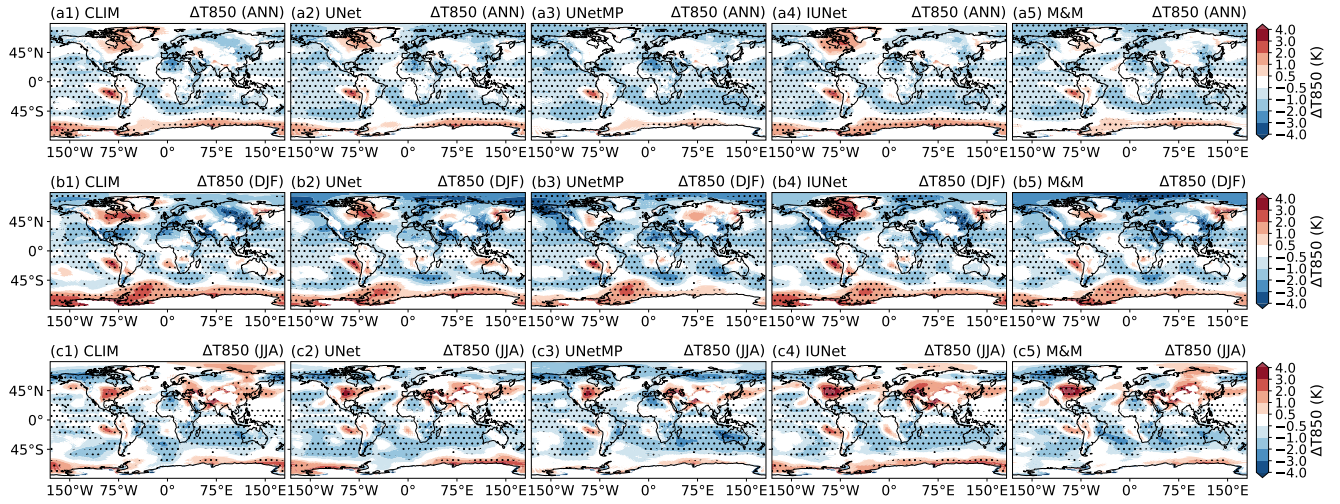 (a1) CLIM ΔT850 (ANN) (a2) UNet ΔT850 (ANN) (a3) UNetMP ΔT850 (ANN) (a4) IUNet ΔT850 (ANN) (a5) M&M ΔT850 (ANN)
45°N
0°
45°S
150°W 75°W 0° 75°E 150°E 150°W 75°W 0° 75°E 150°E 150°W 75°W 0° 75°E 150°E 150°W 75°W 0° 75°E 150°E 150°W 75°W 0° 75°E 150°E
4.0
3.0
2.0
1.0
0.5
−0.5
−1.0
−2.0
−3.0
−4.0
ΔT850 (K)
(b1) CLIM ΔT850 (DJF) (b2) UNet ΔT850 (DJF) (b3) UNetMP ΔT850 (DJF) (b4) IUNet ΔT850 (DJF) (b5) M&M ΔT850 (DJF)
45°N
0°
45°S
150°W 75°W 0° 75°E 150°E 150°W 75°W 0° 75°E 150°E 150°W 75°W 0° 75°E 150°E 150°W 75°W 0° 75°E 150°E 150°W 75°W 0° 75°E 150°E
4.0
3.0
2.0
1.0
0.5
−0.5
−1.0
−2.0
−3.0
−4.0
ΔT850 (K)
(c1) CLIM ΔT850 (JJA) (c2) UNet ΔT850 (JJA) (c3) UNetMP ΔT850 (JJA) (c4) IUNet ΔT850 (JJA) (c5) M&M ΔT850 (JJA)
45°N
0°
45°S
150°W 75°W 0° 75°E 150°E 150°W 75°W 0° 75°E 150°E 150°W 75°W 0° 75°E 150°E 150°W 75°W 0° 75°E 150°E 150°W 75°W 0° 75°E 150°E
4.0
3.0
2.0
1.0
0.5
−0.5
−1.0
−2.0
−3.0
−4.0
ΔT850 (K)